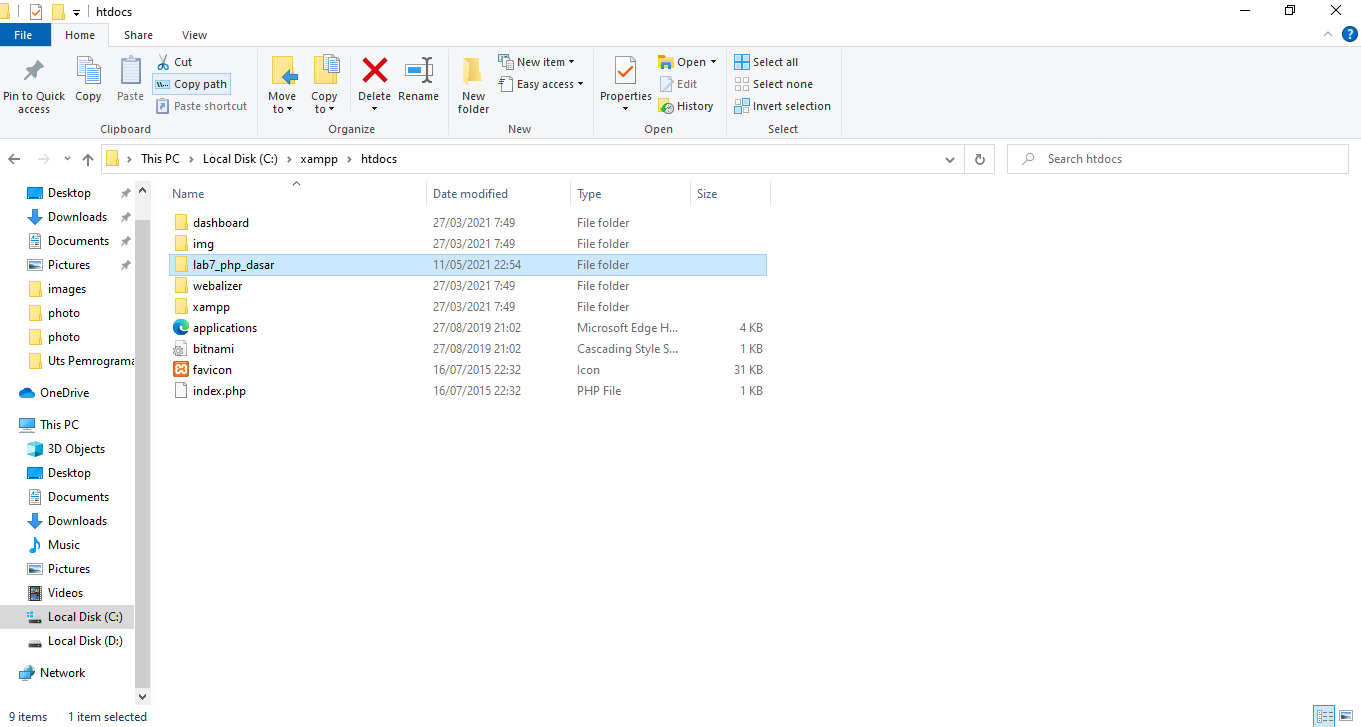 htdocs
File Home Share View
Pin to Quick access
Copy
Paste
Cut
Copy path
Paste shortcut
Clipboard
Move to
Copy to
Delete
Rename
Organize
New folder
New item
Easy access
New
Properties
Open
Edit
History
Open
Select all
Select none
Invert selection
Select
This PC > Local Disk (C:) > xampp > htdocs
Search htdocs
Desktop
Downloads
Documents
Pictures
images
photo
photo
Uts Pemrograma
OneDrive
This PC
3D Objects
Desktop
Documents
Downloads
Music
Pictures
Videos
Local Disk (C:)
Local Disk (D:)
Network
Name Date modified Type Size
dashboard 27/03/2021 7:49 File folder
img 27/03/2021 7:49 File folder
lab7_php_dasar 11/05/2021 22:54 File folder
webalizer 27/03/2021 7:49 File folder
xampp 27/03/2021 7:49 File folder
applications 27/08/2019 21:02 Microsoft Edge H... 4 KB
bitnami 27/08/2019 21:02 Cascading Style S... 1 KB
favicon 16/07/2015 22:32 Icon 31 KB
index.php 16/07/2015 22:32 PHP File 1 KB
9 items 1 item selected